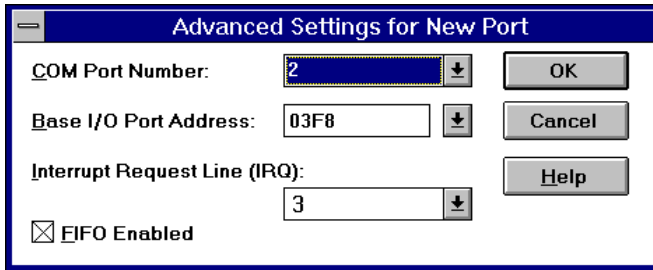 Advanced Settings for New Port
COM Port Number: 2 OK
Base I/O Port Address: 03F8 Cancel
Interrupt Request Line (IRQ): Help
3
FIFO Enabled